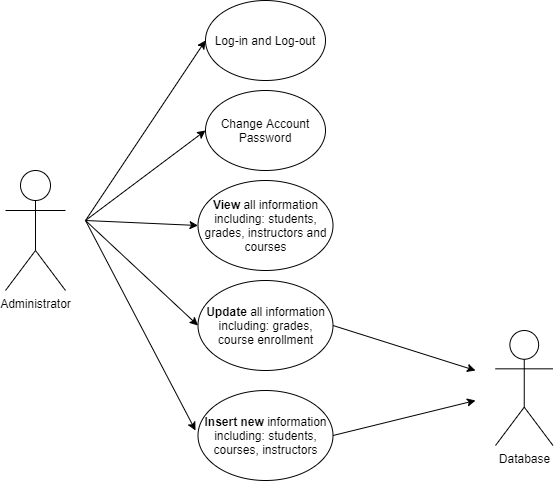 Log-in and Log-out
Change Account
Password
View all information
including: students,
grades, instructors and
courses
Administrator
Update all information
including: grades,
course enrollment
Insert new information
including: students,
courses, instructors
Database